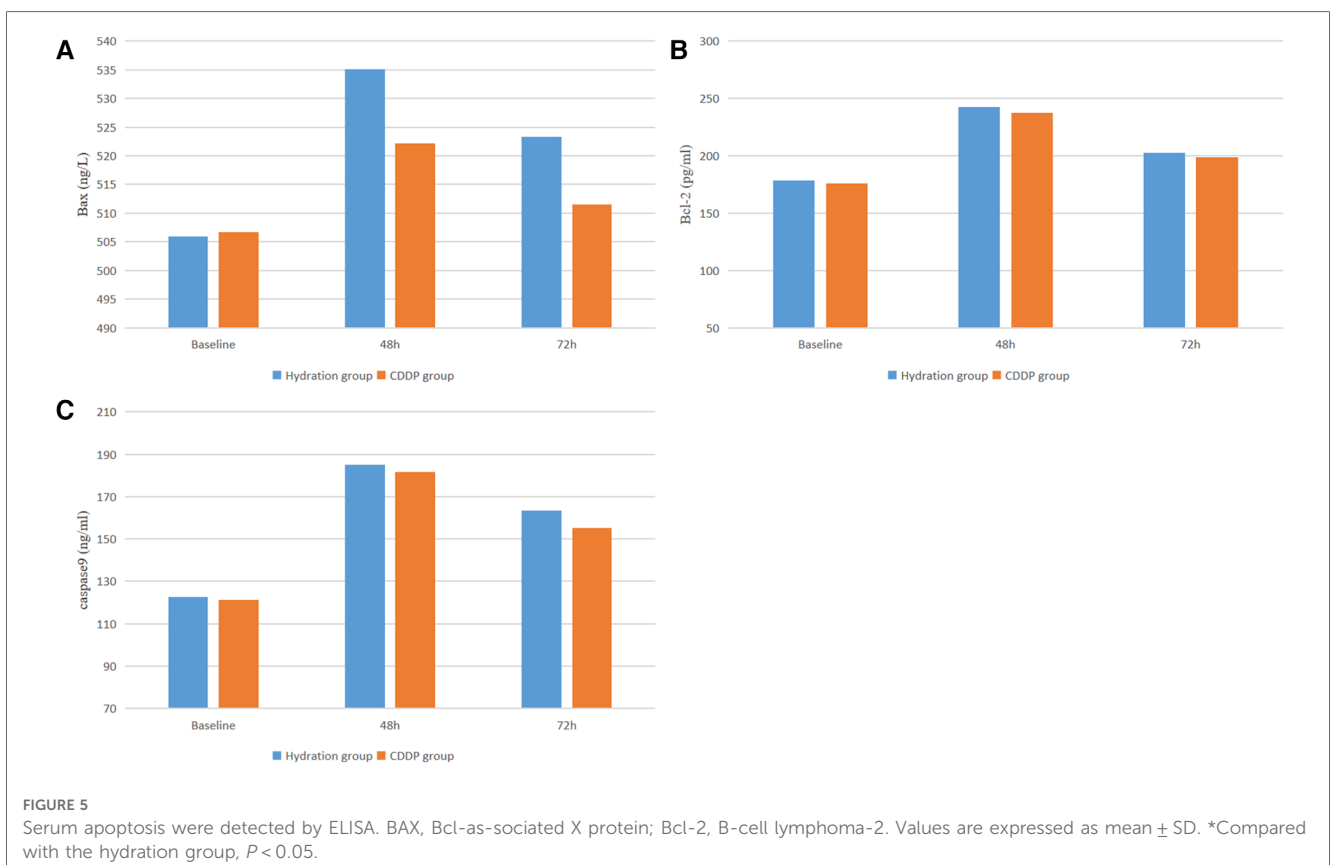 A
540
535
530
525
520
515
510
505
500
495
490
Bax (ng/L)
Baseline 48h 72h
Hydration group CDDP group
B
300
250
200
150
100
50
Bcl-2 (pg/ml)
Baseline 48h 72h
Hydration group CDDP group
C
210
190
170
150
130
110
90
70
caspase9 (ng/ml)
Baseline 48h 72h
Hydration group CDDP group
FIGURE 5
Serum apoptosis were detected by ELISA. BAX, Bcl-as-sociated X protein; Bcl-2, B-cell lymphoma-2. Values are expressed as mean ± SD. *Compared
with the hydration group, P < 0.05.